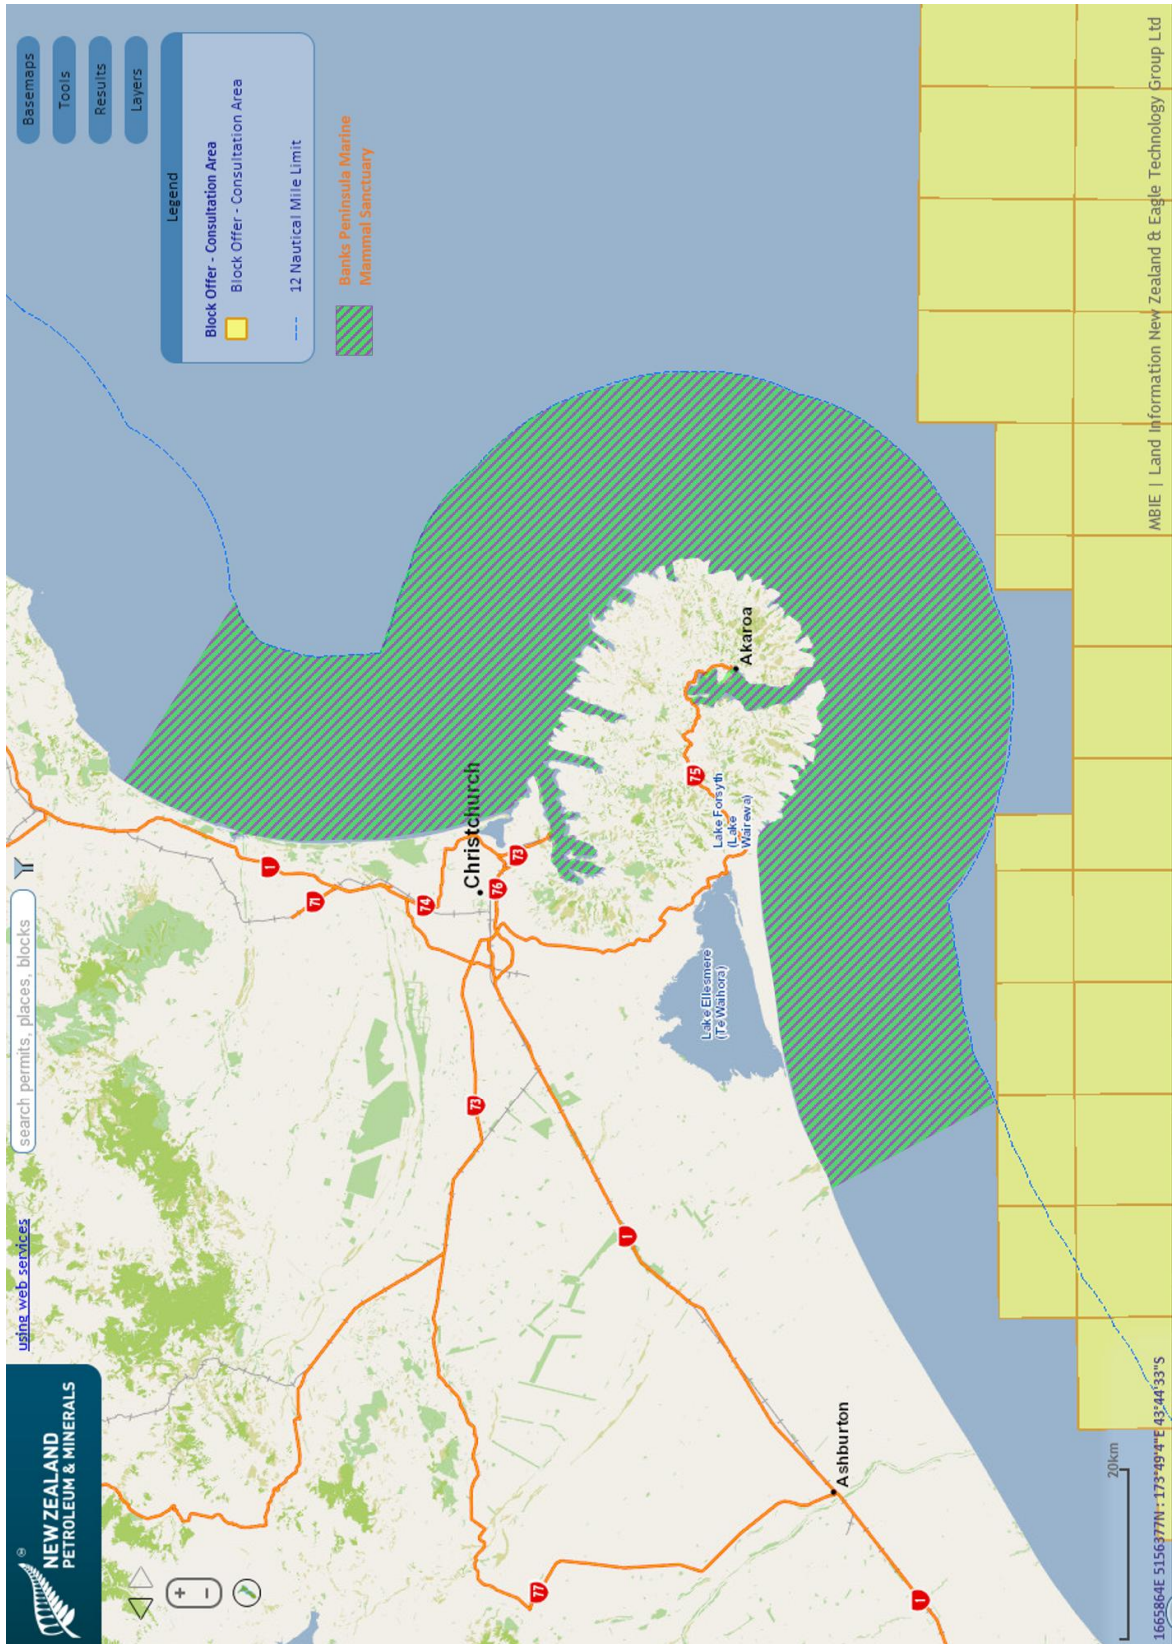 NEW ZEALAND
PETROLEUM & MINERALS
®
using web services
search permits, places, blocks
Basemaps
Tools
Results
Layers
Legend
Block Offer - Consultation Area
Block Offer - Consultation Area
12 Nautical Mile Limit
Banks Peninsula Marine
Mammal Sanctuary
+
−
1
71
74
Christchurch
76
73
73
77
1
75
Akaroa
Lake Forsyth
(Lake
Wairewa)
Lake Ellesmere
(Te Waihora)
Ashburton
1
20km
1665864E 5156377N : 173°49'4"E 43°44'33"S
MBIE | Land Information New Zealand & Eagle Technology Group Ltd